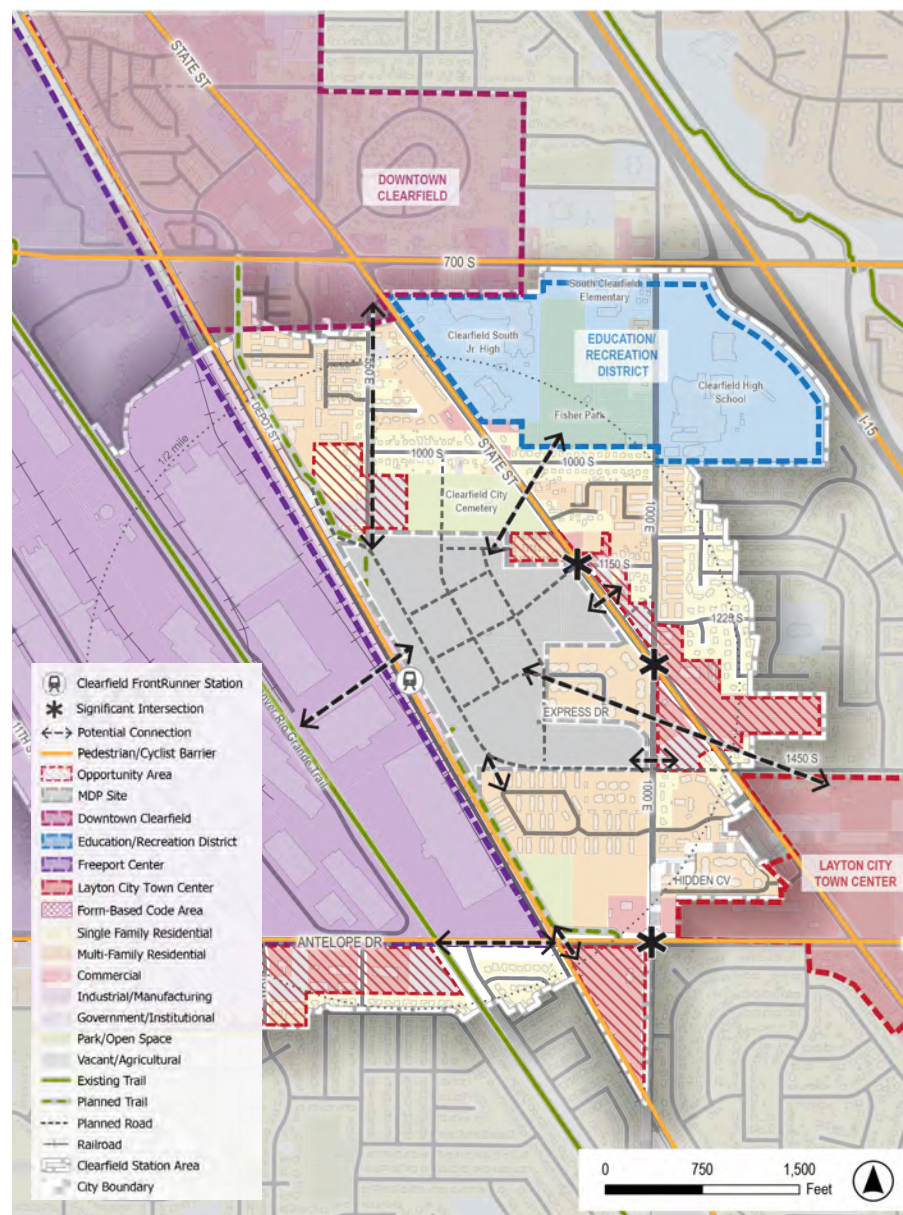 STATE ST
DOWNTOWN
CLEARFIELD
700 S
South Clearfield
Elementary
Clearfield South
Jr. High
EDUCATION/
RECREATION
DISTRICT
Clearfield High
School
Fisher Park
I-15
550 E
DEPOT ST
1/2 mile
STATE ST
1000 S
1000 S
1000 E
Clearfield City
Cemetery
1150 S
1225 S
EXPRESS DR
1450 S
1000 E
LAYTON CITY
TOWN CENTER
HIDDEN CV
ANTELOPE DR
Rio Grande Trail
11TH S
Clearfield FrontRunner Station
Significant Intersection
Potential Connection
Pedestrian/Cyclist Barrier
Opportunity Area
MDP Site
Downtown Clearfield
Education/Recreation District
Freeport Center
Layton City Town Center
Form-Based Code Area
Single Family Residential
Multi-Family Residential
Commercial
Industrial/Manufacturing
Government/Institutional
Park/Open Space
Vacant/Agricultural
Existing Trail
Planned Trail
Planned Road
Railroad
Clearfield Station Area
City Boundary
0 750 1,500
Feet